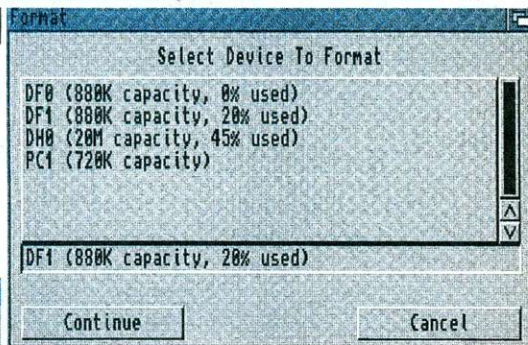 Format
Select Device To Format
DF0 (880K capacity, 0% used)
DF1 (880K capacity, 20% used)
DH0 (20M capacity, 45% used)
PC1 (720K capacity)
DF1 (880K capacity, 20% used)
Continue
Cancel